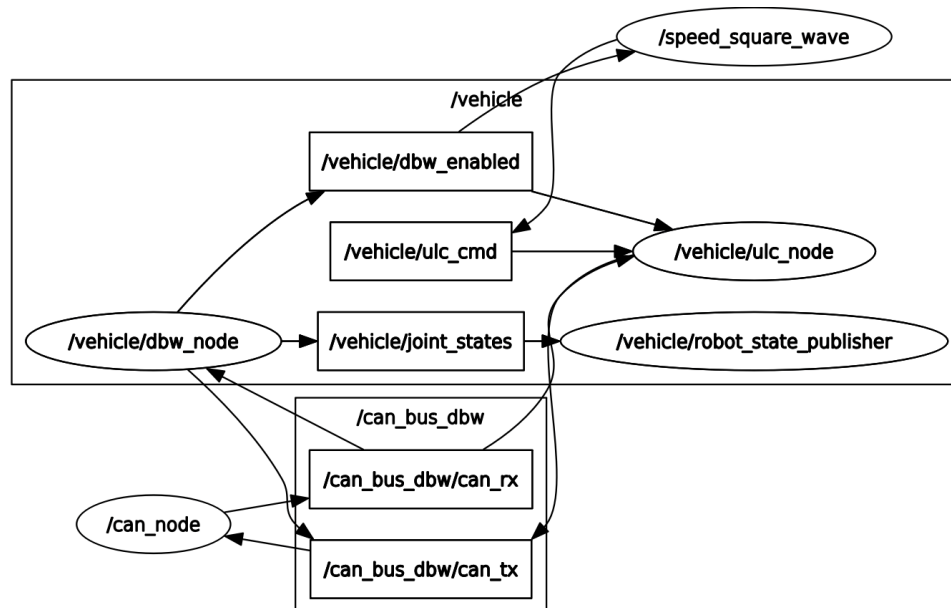 /speed_square_wave
/vehicle
/vehicle/dbw_enabled
/vehicle/ulc_cmd
/vehicle/ulc_node
/vehicle/dbw_node
/vehicle/joint_states
/vehicle/robot_state_publisher
/can_bus_dbw
/can_bus_dbw/can_rx
/can_node
/can_bus_dbw/can_tx